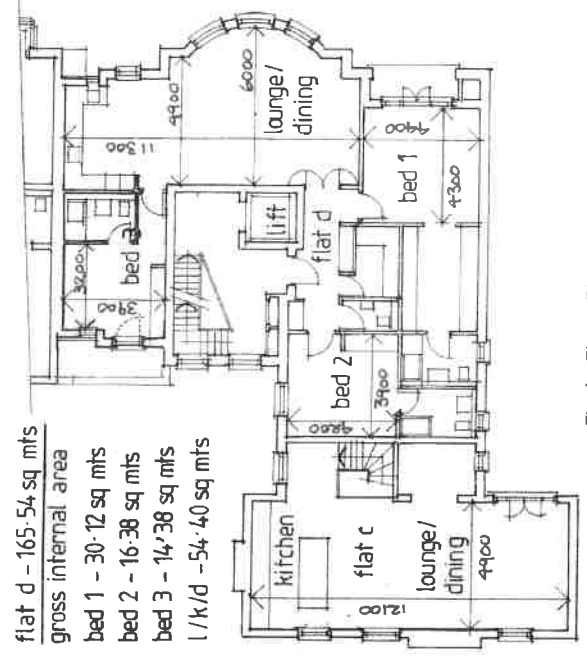 flat d - 165·54 sq mts
gross internal area
bed 1 - 30·12 sq mts
bed 2 - 16·38 sq mts
bed 3 - 14'38 sq mts
l/k/d - 54·40 sq mts
11300
4900
6000
lounge/
dining
3200
3900
bed 3
lift
flat d
4400
bed 1
4300
bed 2
4200
3900
kitchen
flat c
lounge/
dining
4900
12100